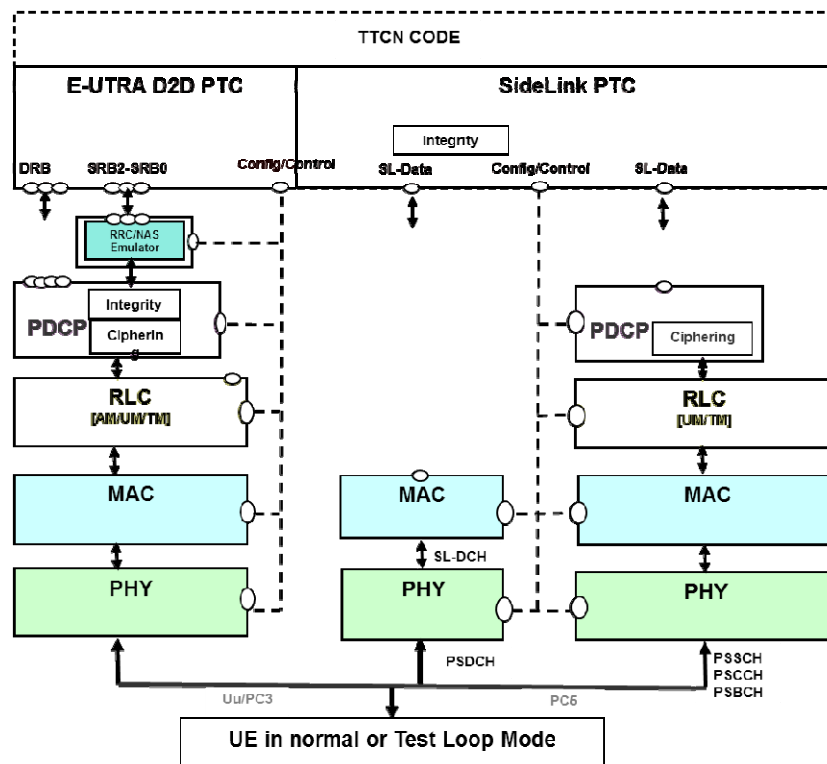 TTCN CODE
E-UTRA D2D PTC
SideLink PTC
Integrity
DRB
SRB2-SRB0
Config/Control
SL-Data
Config/Control
SL-Data
RRC/NAS
Emulator
Integrity
PDCP
Cipherin
g
PDCP
Ciphering
RLC
[AM/UM/TM]
RLC
[UM/TM]
MAC
MAC
MAC
SL-DCH
PHY
PHY
PHY
PSDCH
PSSCH
PSCCH
PSBCH
Uu/PC3
PC5
UE in normal or Test Loop Mode